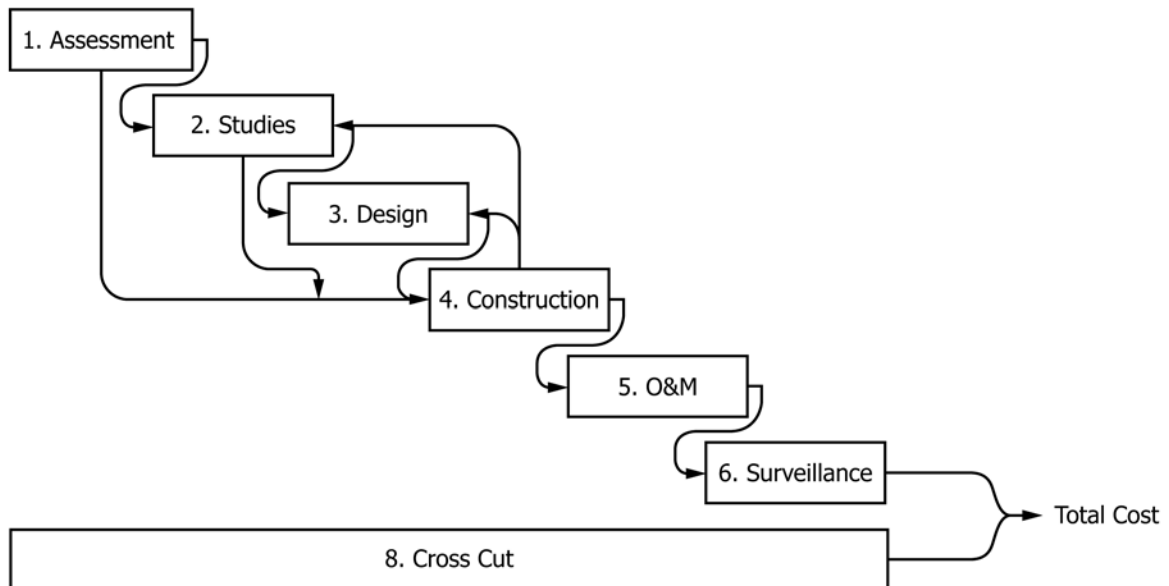 1. Assessment
2. Studies
3. Design
4. Construction
5. O&M
6. Surveillance
Total Cost
8. Cross Cut